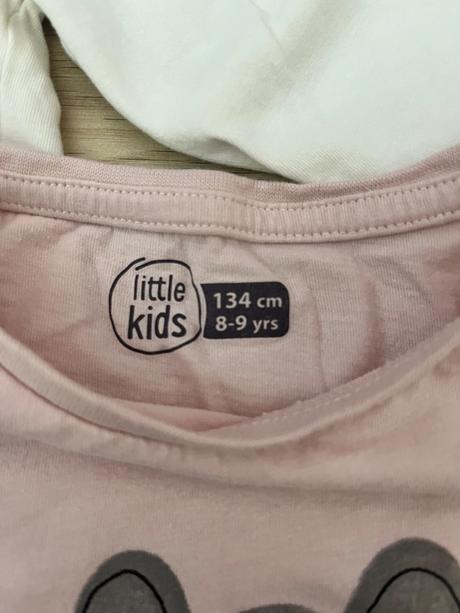 little
kids
134 cm
8-9 yrs